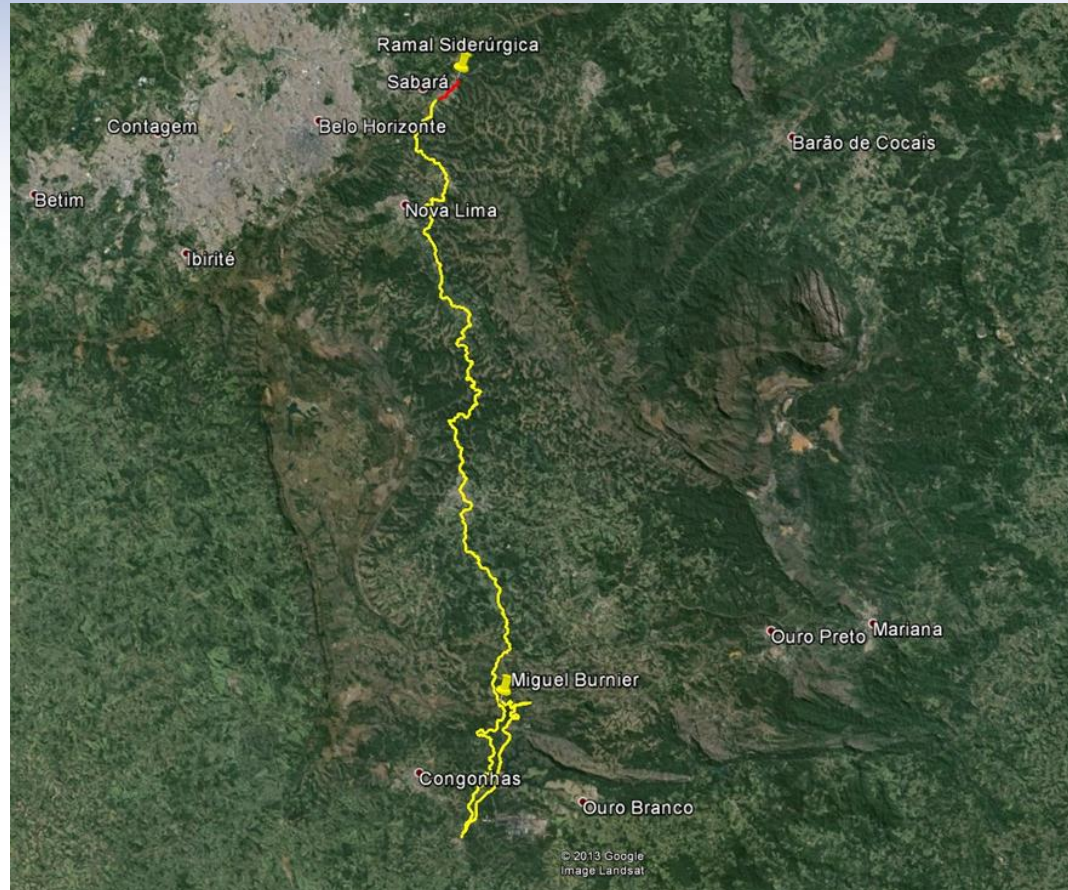 Ramal Siderúrgica
Sabará
Contagem
Belo Horizonte
Barão de Cocais
Betim
Nova Lima
Ibirité
Ouro Preto
Mariana
Miguel Burnier
Congonhas
Ouro Branco
© 2013 Google
Image Landsat